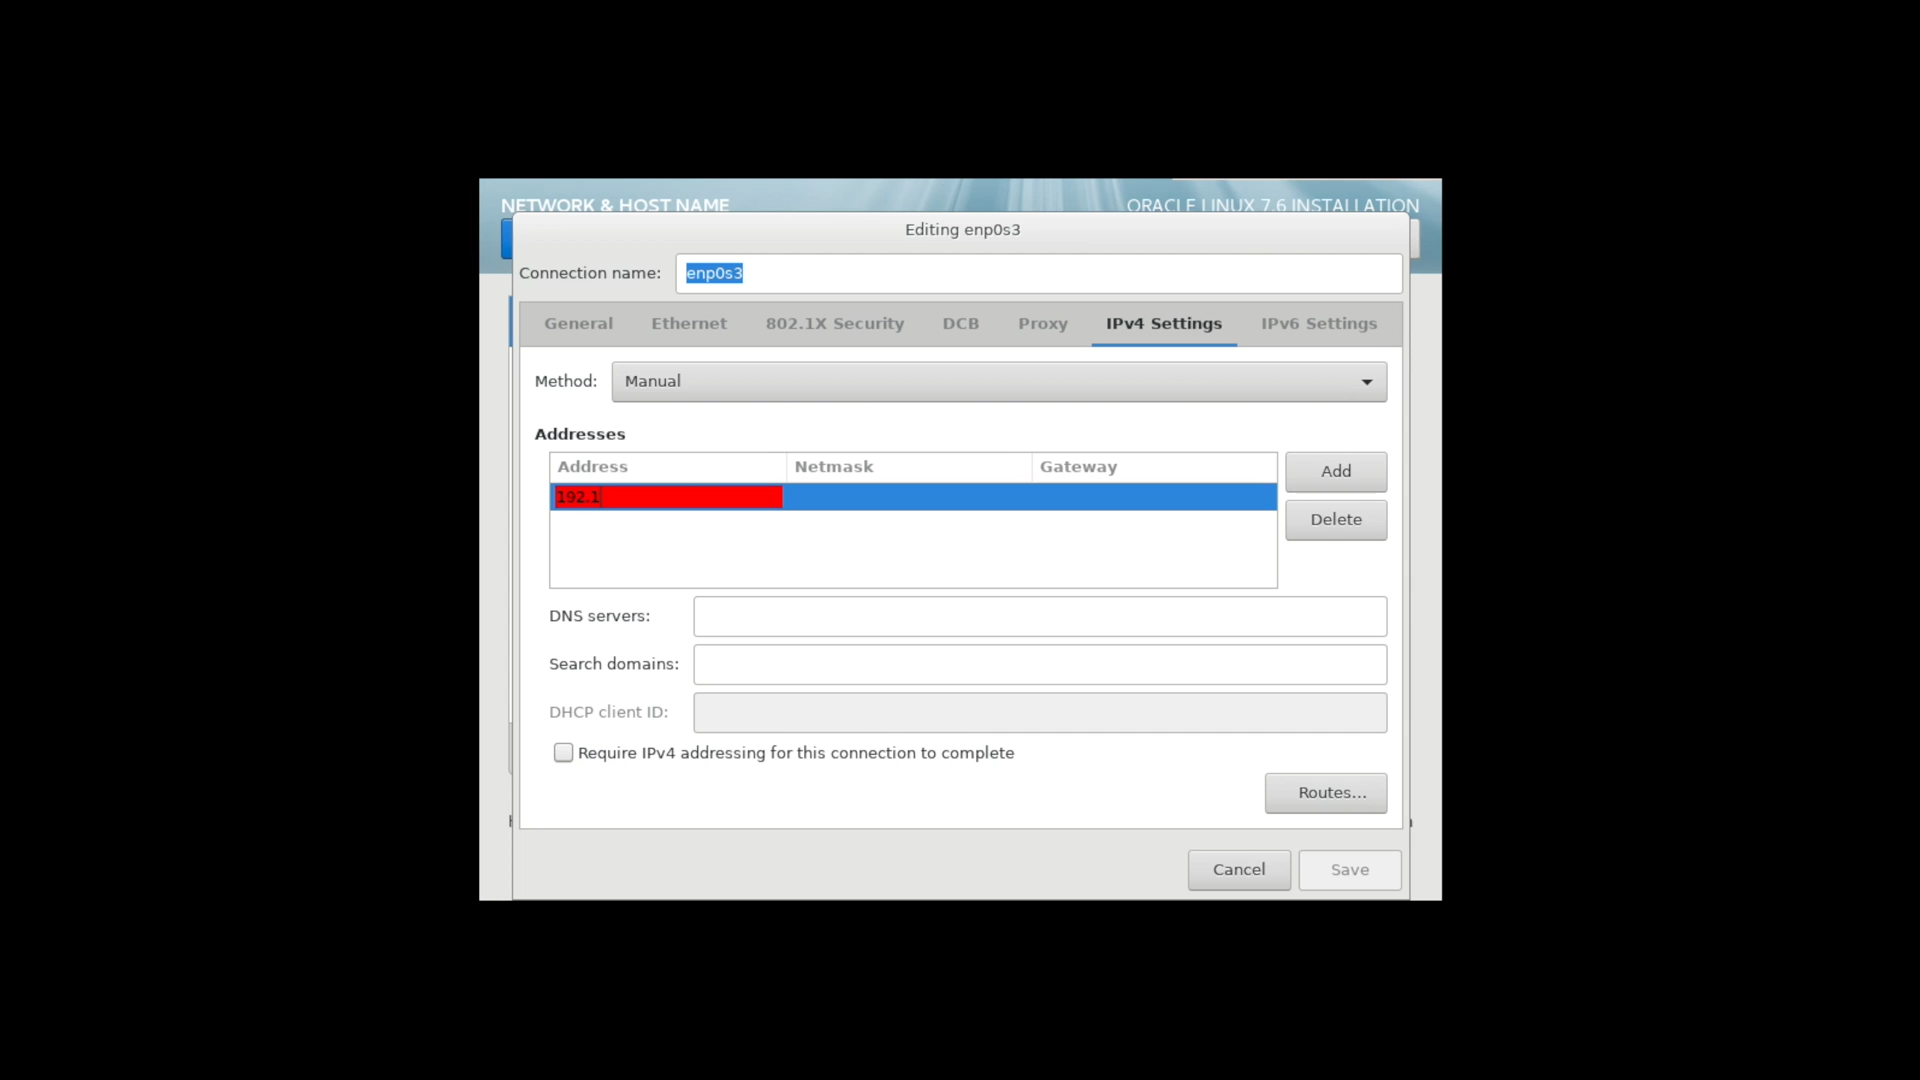 NETWORK & HOST NAME
ORACLE LINUX 7.6 INSTALLATION
Editing enp0s3
Connection name: enp0s3
General Ethernet 802.1X Security DCB Proxy IPv4 Settings IPv6 Settings
Method: Manual
Addresses
Address Netmask Gateway
192.1
Add
Delete
DNS servers:
Search domains:
DHCP client ID:
Require IPv4 addressing for this connection to complete
Routes...
Cancel Save